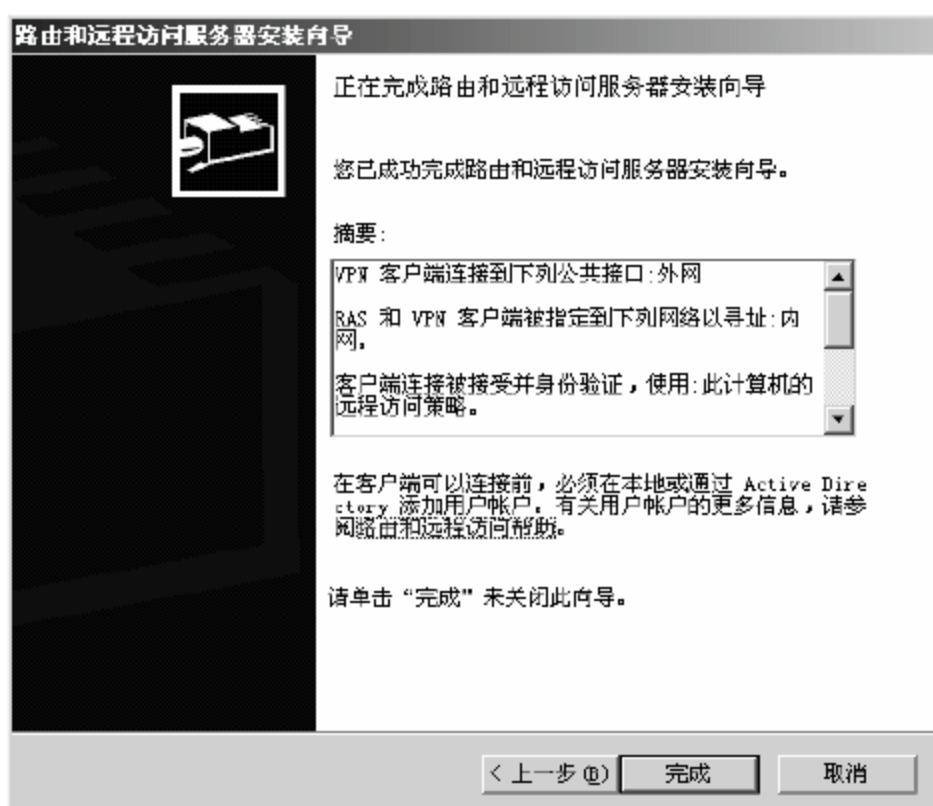 路由和远程访问服务器安装向导
正在完成路由和远程访问服务器安装向导
您已成功完成路由和远程访问服务器安装向导。
摘要:
VPN 客户端连接到下列公共接口:外网
RAS 和 VPN 客户端被指定到下列网络以寻址:内
网。
客户端连接被接受并身份验证，使用:此计算机的
远程访问策略。
在客户端可以连接前，必须在本地或通过 Active Dire
ctory 添加用户帐户。有关用户帐户的更多信息，请参
阅路由和远程访问帮助。
请单击“完成”来关闭此向导。
< 上一步(B)
完成
取消